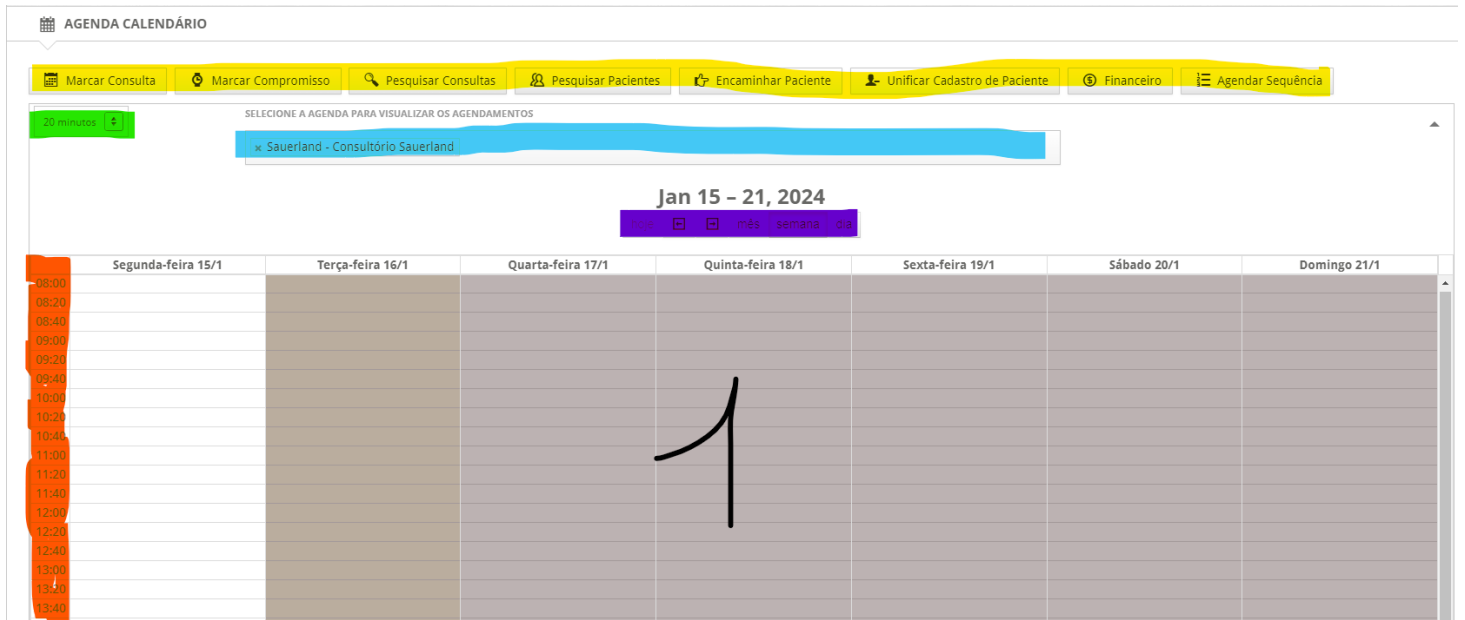 AGENDA CALENDÁRIO
Marcar Consulta Marcar Compromisso Pesquisar Consultas Pesquisar Pacientes Encaminhar Paciente Unificar Cadastro de Paciente Financeiro Agendar Sequência
20 minutos SELECIONE A AGENDA PARA VISUALIZAR OS AGENDAMENTOS
× Sauerland - Consultório Sauerland
Jan 15 – 21, 2024
mês semana dia
Segunda-feira 15/1 Terça-feira 16/1 Quarta-feira 17/1 Quinta-feira 18/1 Sexta-feira 19/1 Sábado 20/1 Domingo 21/1
08:00
08:20
08:40
09:00
09:20
09:40
10:00
10:20
10:40
11:00
11:20
11:40
12:00
12:20
12:40
13:00
13:20
13:40
1